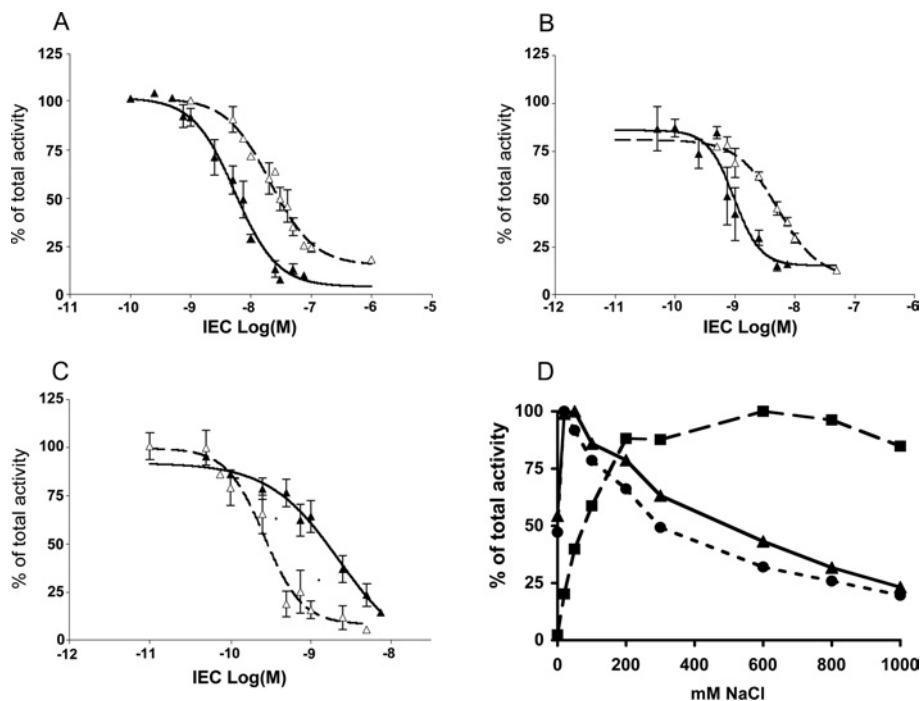 A
% of total activity
125
100
75
50
25
0
-11 -10 -9 -8 -7 -6 -5
IEC Log(M)
B
% of total activity
125
100
75
50
25
0
-11 -10 -9 -8 -7 -6
IEC Log(M)
C
% of total activity
125
100
75
50
25
0
-12 -11 -10 -9 -8
IEC Log(M)
D
% of total activity
100
75
50
25
0
0 200 400 600 800 1000
mM NaCl